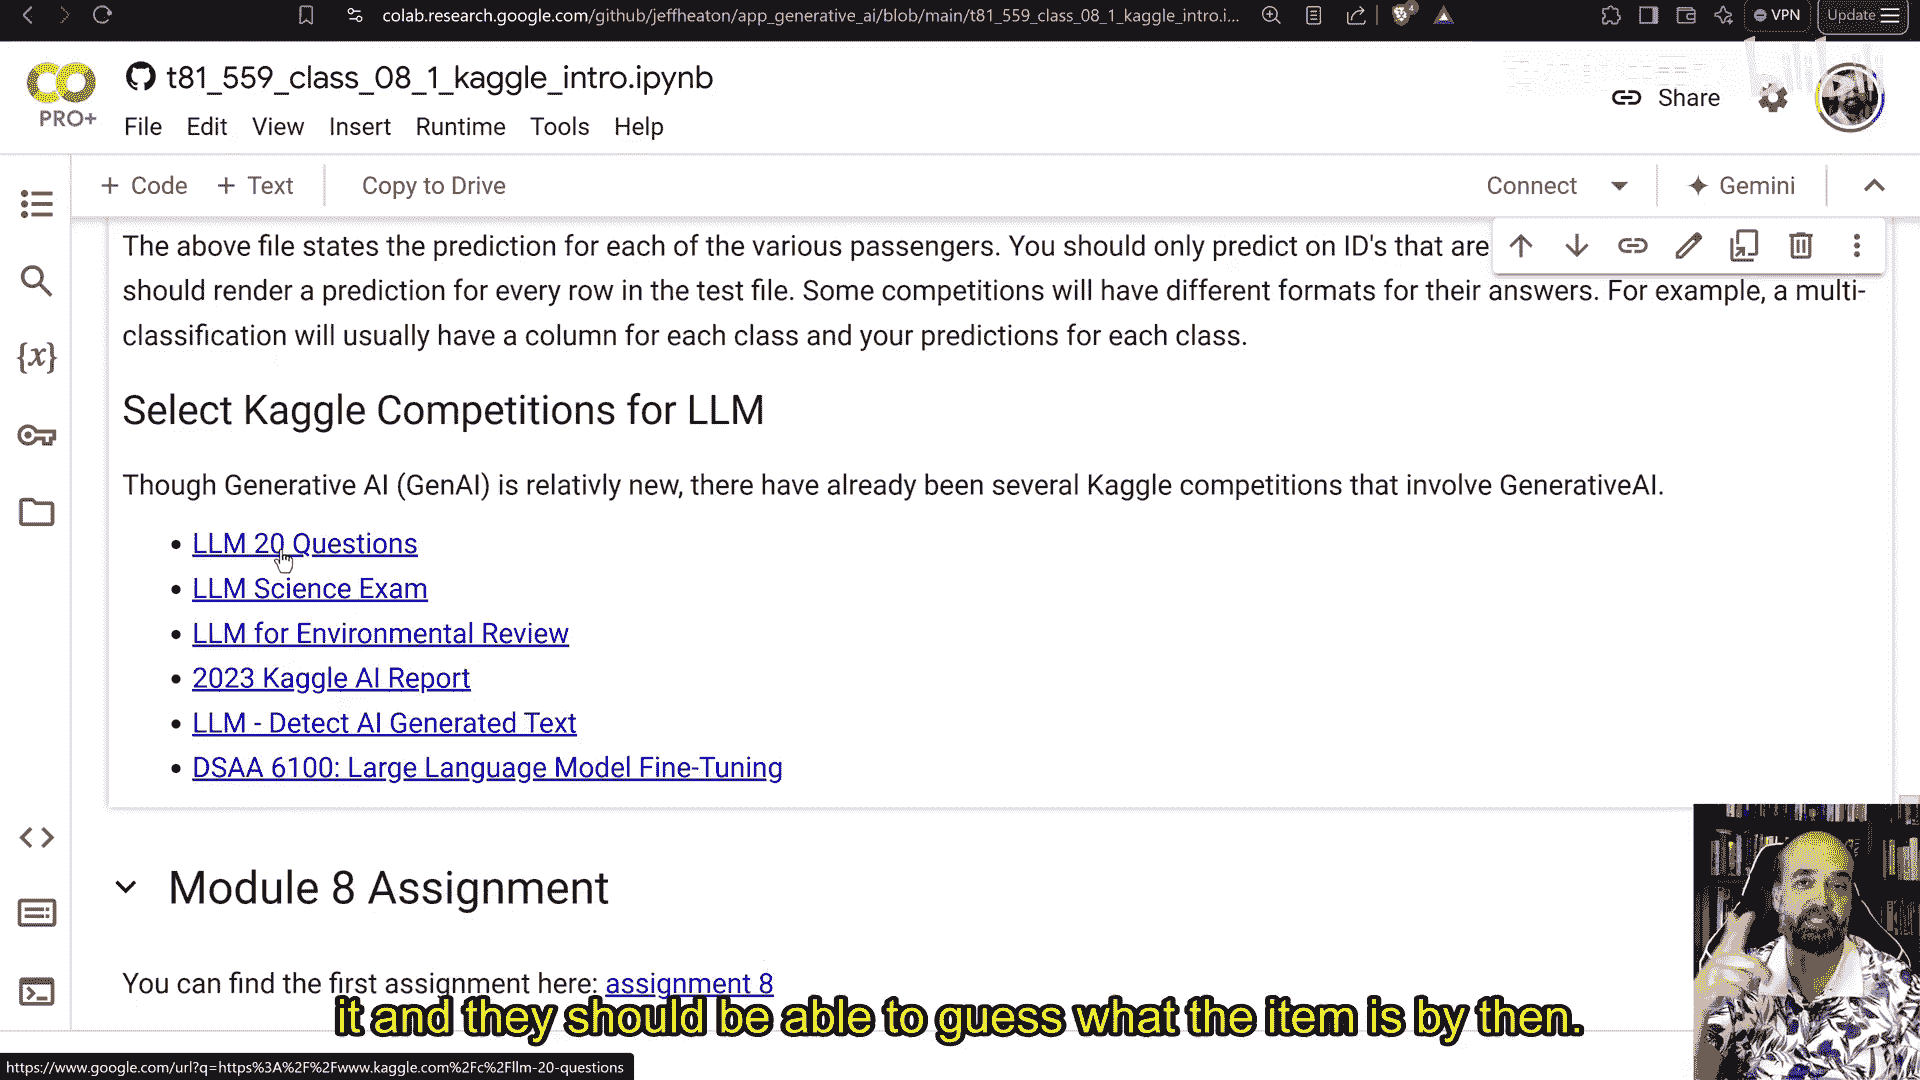 colab.research.google.com/github/jeffheaton/app_generative_ai/blob/main/t81_559_class_08_1_kaggle_intro.i...
4
VPN
Update
CO
PRO+
t81_559_class_08_1_kaggle_intro.ipynb
Share
File Edit View Insert Runtime Tools Help
+ Code + Text Copy to Drive Connect Gemini
The above file states the prediction for each of the various passengers. You should only predict on ID's that are
should render a prediction for every row in the test file. Some competitions will have different formats for their answers. For example, a multi-
classification will usually have a column for each class and your predictions for each class.
{x}
Select Kaggle Competitions for LLM
Though Generative AI (GenAI) is relativly new, there have already been several Kaggle competitions that involve GenerativeAI.
• LLM 20 Questions
• LLM Science Exam
• LLM for Environmental Review
• 2023 Kaggle AI Report
• LLM - Detect AI Generated Text
• DSAA 6100: Large Language Model Fine-Tuning
Module 8 Assignment
You can find the first assignment here: assignment 8
it and they should be able to guess what the item is by then.
https://www.google.com/url?q=https%3A%2F%2Fwww.kaggle.com%2Fc%2Fllm-20-questions